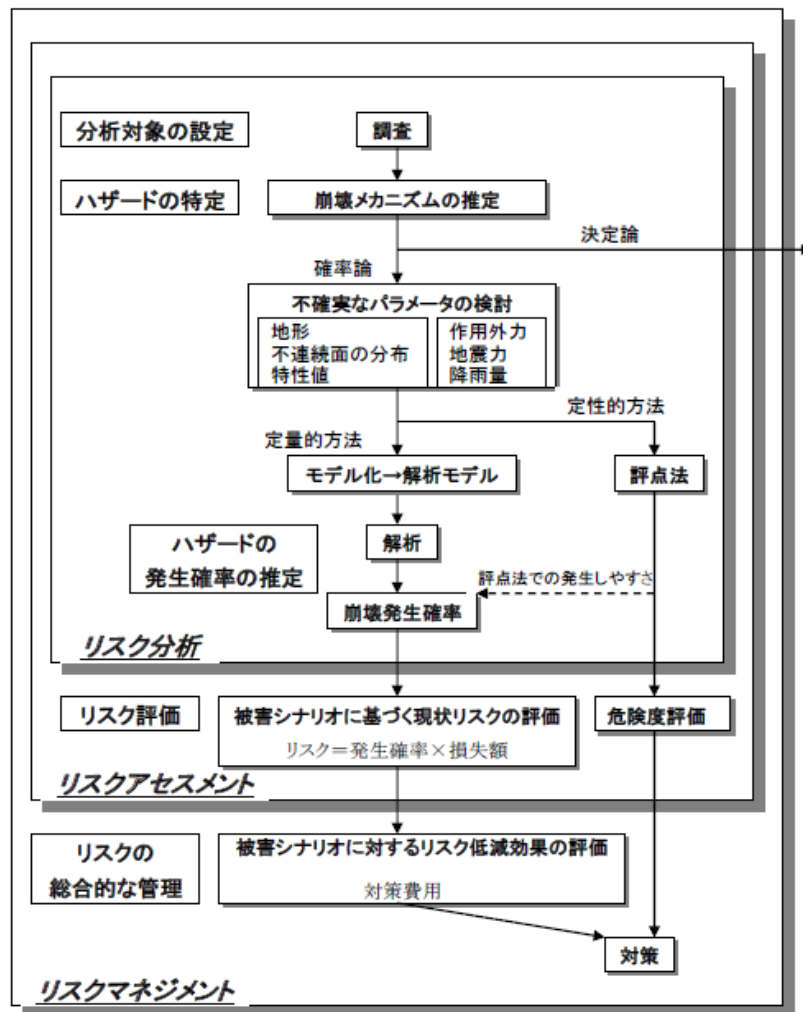 分析対象の設定
調査
ハザードの特定
崩壊メカニズムの推定
決定論
確率論
不確実なパラメータの検討
地形
不連続面の分布
特性値
作用外力
地震力
降雨量
定性的方法
定量的方法
モデル化→解析モデル
評点法
ハザードの
発生確率の推定
解析
評点法での発生しやすさ
崩壊発生確率
リスク分析
リスク評価
被害シナリオに基づく現状リスクの評価
リスク＝発生確率×損失額
危険度評価
リスクアセスメント
リスクの
総合的な管理
被害シナリオに対するリスク低減効果の評価
対策費用
対策
リスクマネジメント